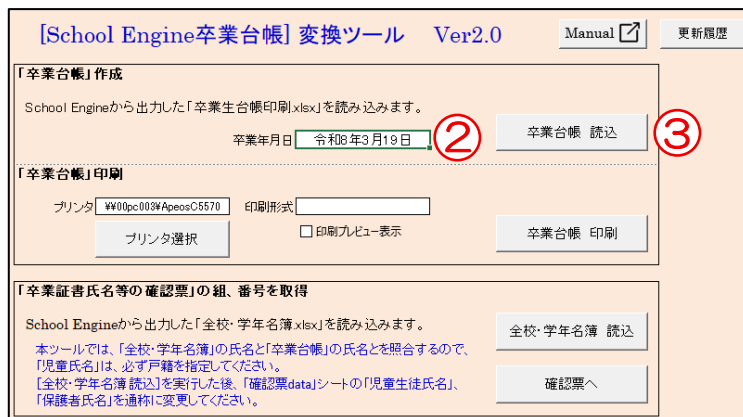 [School Engine卒業台帳] 変換ツール Ver2.0 Manual 更新履歴
「卒業台帳」作成
School Engineから出力した「卒業生台帳印刷.xlsx」を読み込みます。
卒業年月日 令和8年3月19日 ② 卒業台帳 読込 ③
「卒業台帳」印刷
プリンタ ¥¥00pc003¥ApeosC5570 印刷形式
プリンタ選択 印刷プレビュー表示 卒業台帳 印刷
「卒業証書氏名等の確認票」の組、番号を取得
School Engineから出力した「全校・学年名簿.xlsx」を読み込みます。 全校・学年名簿 読込
本ツールでは、「全校・学年名簿」の氏名と「卒業台帳」の氏名とを照合するので、
「児童氏名」は、必ず戸籍を指定してください。
[全校・学年名簿読込]を実行した後、「確認票data」シートの「児童生徒氏名」、 確認票へ
「保護者氏名」を通称に変更してください。